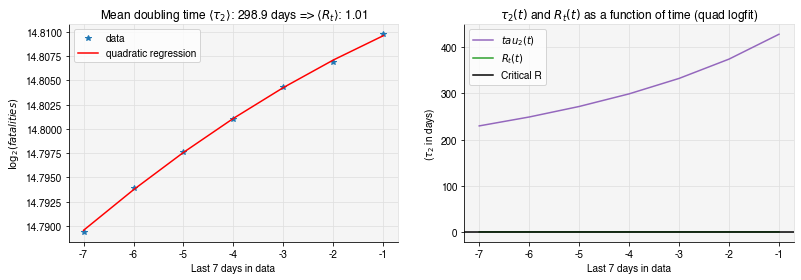 Mean doubling time ⟨τ₂⟩: 298.9 days => ⟨Rₜ⟩: 1.01
data
quadratic regression
log₂(fatalities)
14.8100
14.8075
14.8050
14.8025
14.8000
14.7975
14.7950
14.7925
14.7900
-7 -6 -5 -4 -3 -2 -1
Last 7 days in data
τ₂(t) and Rₜ(t) as a function of time (quad logfit)
tau₂(t)
Rₜ(t)
Critical R
(τ₂ in days)
400
300
200
100
0
-7 -6 -5 -4 -3 -2 -1
Last 7 days in data